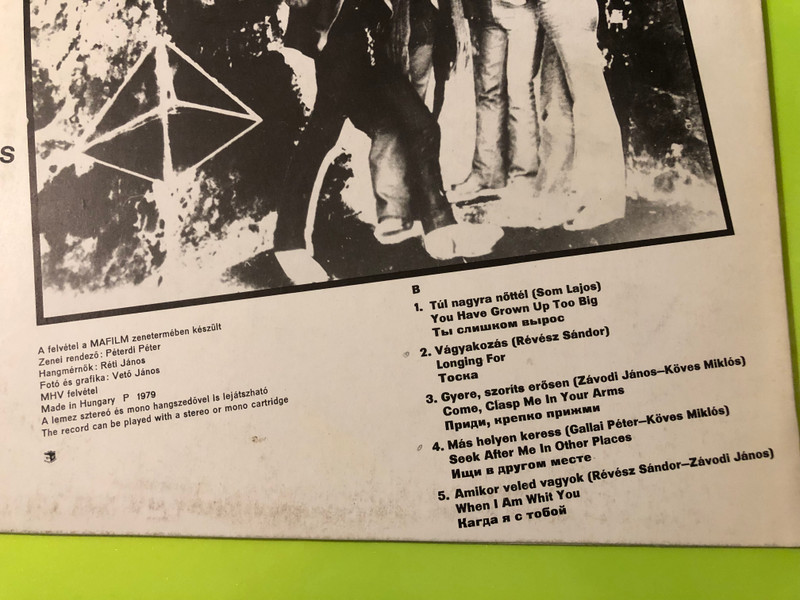 S
A felvétel a MAFILM zenetermében készült
Zenei rendező: Péterdi Péter
Hangmérnök: Réti János
Fotó és grafika: Vető János
MHV felvétel
Made in Hungary P 1979
A lemez sztereó és mono hangszedővel is lejátszható
The record can be played with a stereo or mono cartridge
B
1. Túl nagyra nőttél (Som Lajos)
You Have Grown Up Too Big
Ты слишком вырос
2. Vágyakozás (Révész Sándor)
Longing For
Тоска
3. Gyere, szorits erősen (Závodi János—Köves Miklós)
Come, Clasp Me In Your Arms
Приди, крепко прижми
4. Más helyen keress (Gallai Péter—Köves Miklós)
Seek After Me In Other Places
Ищи в другом месте
5. Amikor veled vagyok (Révész Sándor—Závodi János)
When I Am Whit You
Кагда я с тобой